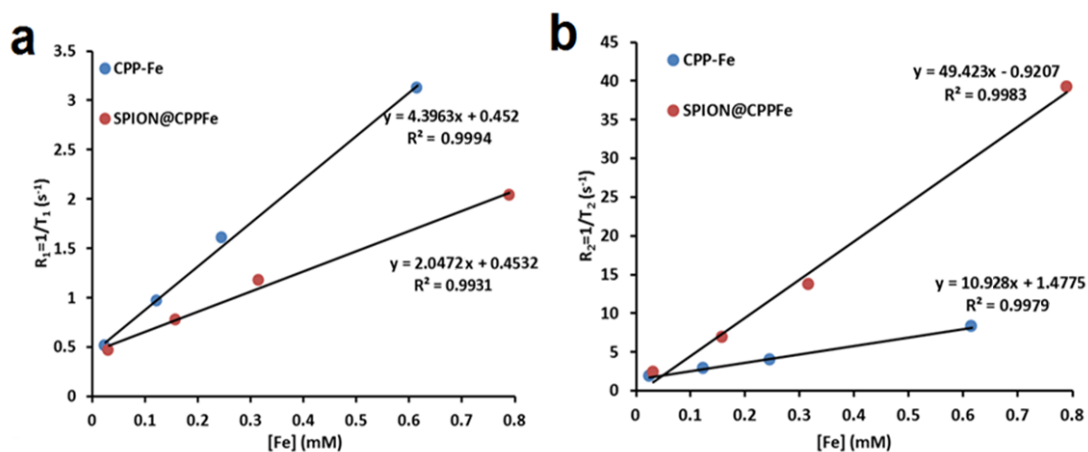 a
3.5
3
2.5
2
1.5
1
0.5
0
0
0.1
0.2
0.3
0.4
0.5
0.6
0.7
0.8
R₁=1/T₁ (s⁻¹)
[Fe] (mM)
CPP-Fe
SPION@CPPFe
y = 4.3963x + 0.452
R² = 0.9994
y = 2.0472x + 0.4532
R² = 0.9931
b
45
40
35
30
25
20
15
10
5
0
0
0.1
0.2
0.3
0.4
0.5
0.6
0.7
0.8
R₂=1/T₂ (s⁻¹)
[Fe] (mM)
CPP-Fe
SPION@CPPFe
y = 49.423x - 0.9207
R² = 0.9983
y = 10.928x + 1.4775
R² = 0.9979